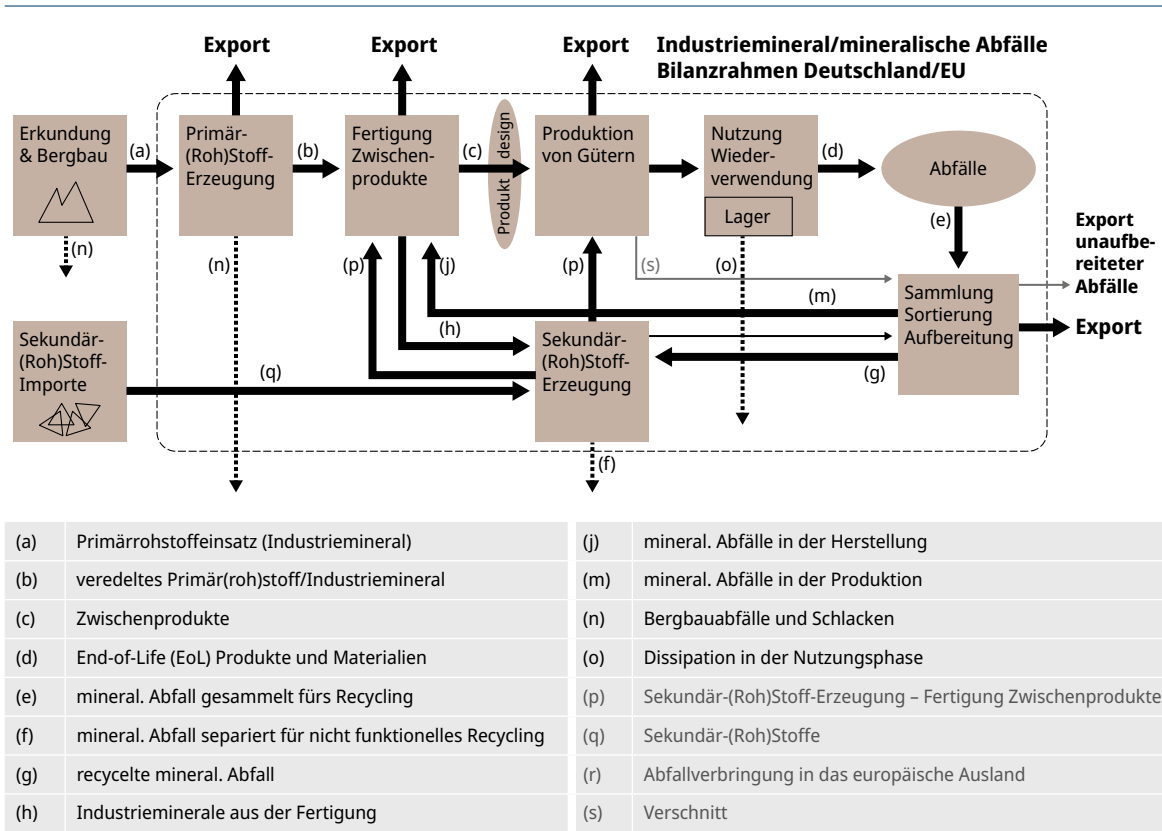 Export
Export
Export
Industriemineral/mineralische Abfälle
Bilanzrahmen Deutschland/EU
Erkundung
& Bergbau
(a)
Primär-
(Roh)Stoff-
Erzeugung
(b)
Fertigung
Zwischen-
produkte
(c)
Produkt design
Produktion
von Gütern
Nutzung
Wieder-
verwendung
Lager
(d)
Abfälle
(e)
(n)
(n)
(p)
(j)
(p)
(s)
(o)
(m)
Export
unaufbe-
reiteter
Abfälle
Sammlung
Sortierung
Aufbereitung
Export
Sekundär-
(Roh)Stoff-
Importe
(q)
(h)
Sekundär-
(Roh)Stoff-
Erzeugung
(g)
(f)
(a) Primärrohstoffeinsatz (Industriemineral)
(b) veredeltes Primär(roh)stoff/Industriemineral
(c) Zwischenprodukte
(d) End-of-Life (EoL) Produkte und Materialien
(e) mineral. Abfall gesammelt fürs Recycling
(f) mineral. Abfall separiert für nicht funktionelles Recycling
(g) recycelte mineral. Abfall
(h) Industrieminerale aus der Fertigung
(j) mineral. Abfälle in der Herstellung
(m) mineral. Abfälle in der Produktion
(n) Bergbauabfälle und Schlacken
(o) Dissipation in der Nutzungsphase
(p) Sekundär-(Roh)Stoff-Erzeugung – Fertigung Zwischenprodukte
(q) Sekundär-(Roh)Stoffe
(r) Abfallverbringung in das europäische Ausland
(s) Verschnitt